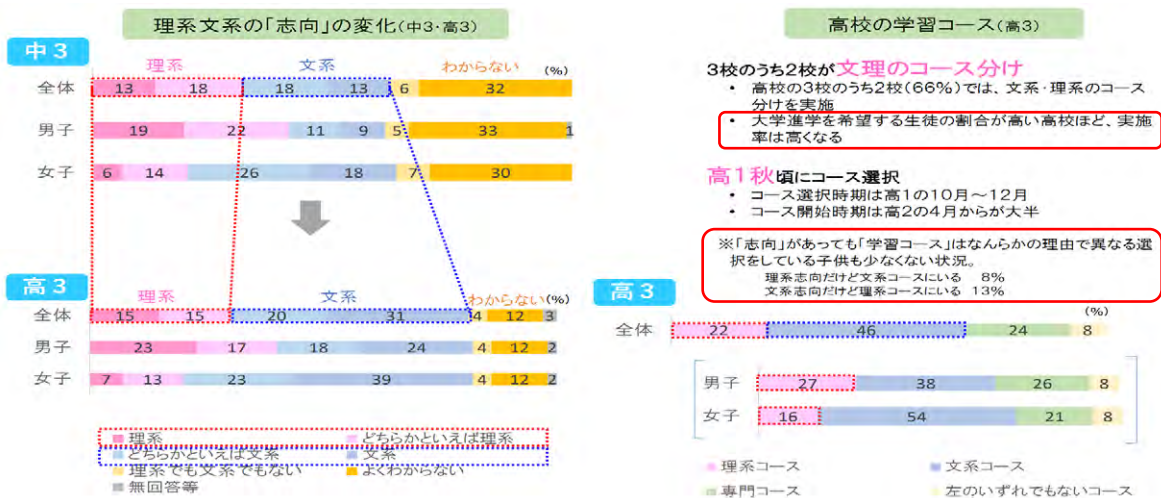 理系文系の「志向」の変化(中3・高3)
中3
理系 文系 わからない (%)
全体 13 18 18 13 6 32
男子 19 22 11 9 5 33 1
女子 6 14 26 18 7 30
高3
理系 文系 わからない(%)
全体 15 15 20 31 4 12 3
男子 23 17 18 24 4 12 2
女子 7 13 23 39 4 12 2
理系 どちらかといえば理系
どちらかといえば文系 文系
理系でも文系でもない よくわからない
無回答等
高校の学習コース(高3)
3校のうち2校が文理のコース分け
• 高校の3校のうち2校(66%)では、文系・理系のコース
分けを実施
• 大学進学を希望する生徒の割合が高い高校ほど、実施
率は高くなる
高1秋頃にコース選択
• コース選択時期は高1の10月～12月
• コース開始時期は高2の4月からが大半
※「志向」があっても「学習コース」はなんらかの理由で異なる選
択をしている子供も少なくない状況。
理系志向だけど文系コースにいる 8%
文系志向だけど理系コースにいる 13%
高3
(%)
全体 22 46 24 8
男子 27 38 26 8
女子 16 54 21 8
理系コース 文系コース
専門コース 左のいずれでもないコース